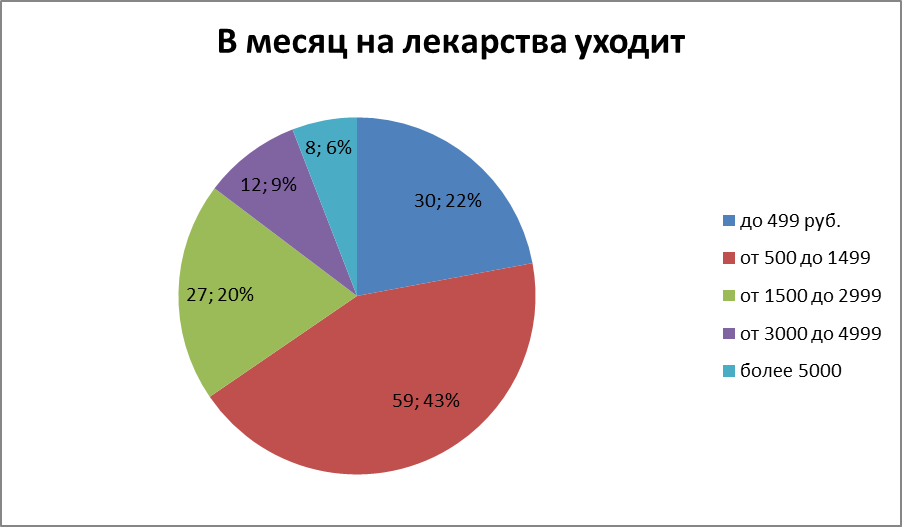 В месяц на лекарства уходит
8; 6%
12; 9%
30; 22%
27; 20%
59; 43%
до 499 руб.
от 500 до 1499
от 1500 до 2999
от 3000 до 4999
более 5000